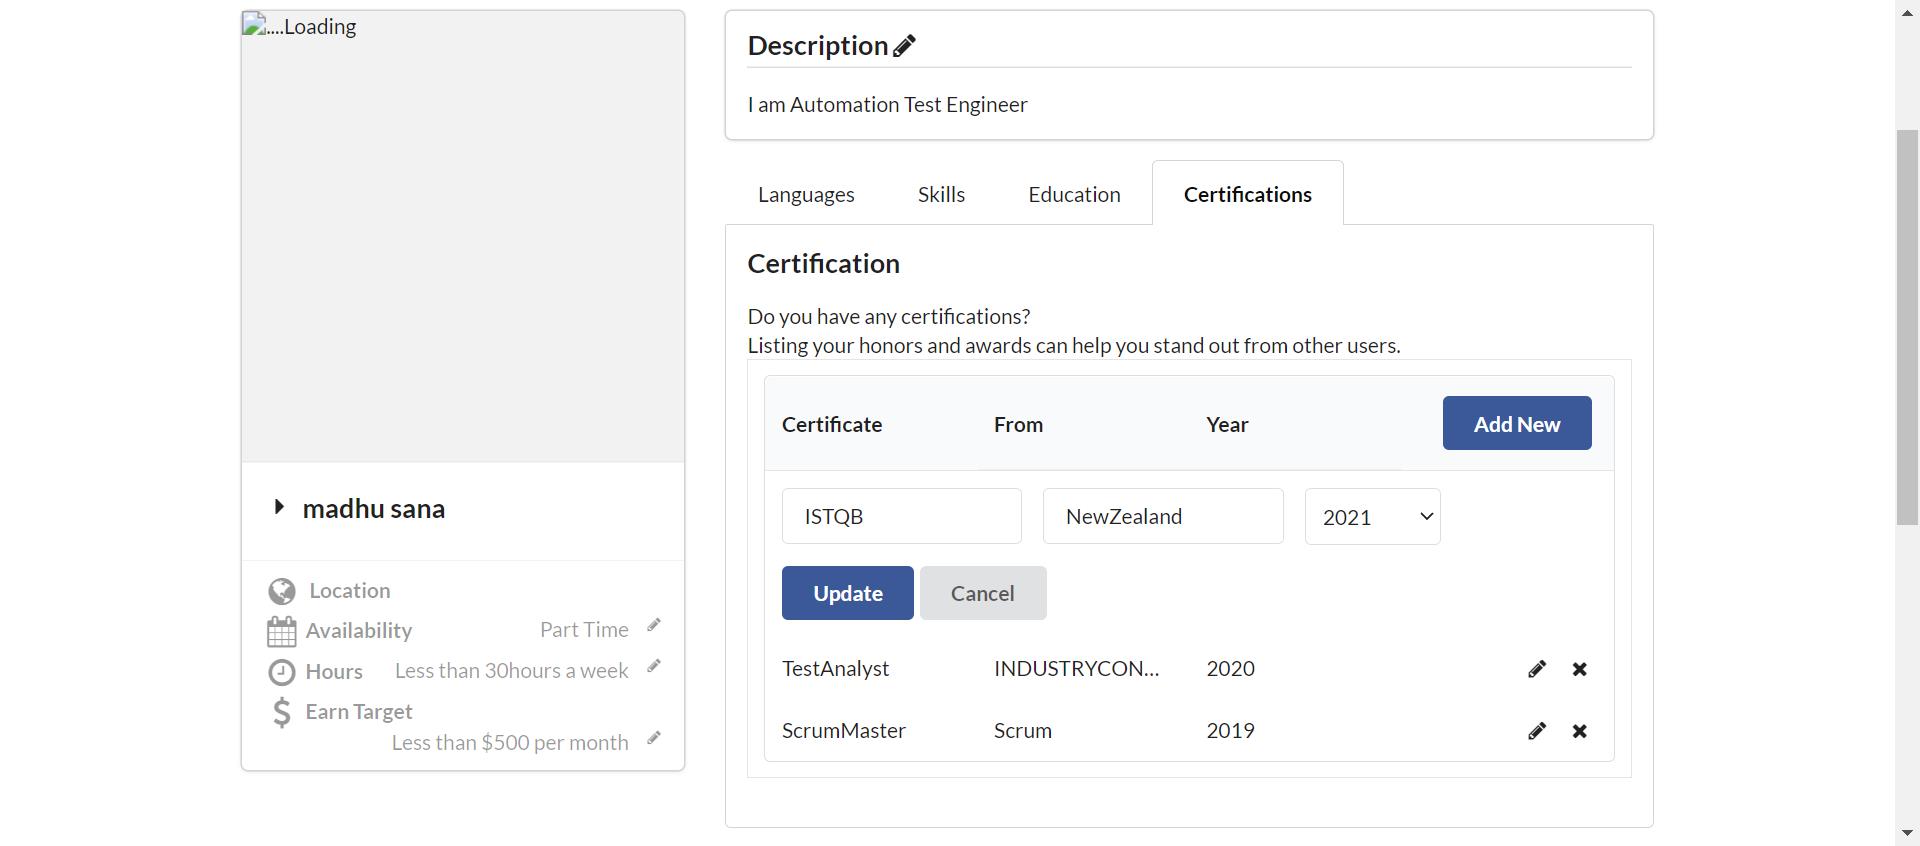 ....Loading
madhu sana
Location
Availability Part Time
Hours Less than 30hours a week
Earn Target
Less than $500 per month
Description
I am Automation Test Engineer
Languages Skills Education Certifications
Certification
Do you have any certifications?
Listing your honors and awards can help you stand out from other users.
Certificate From Year Add New
ISTQB NewZealand 2021
Update Cancel
TestAnalyst INDUSTRYCON... 2020
ScrumMaster Scrum 2019